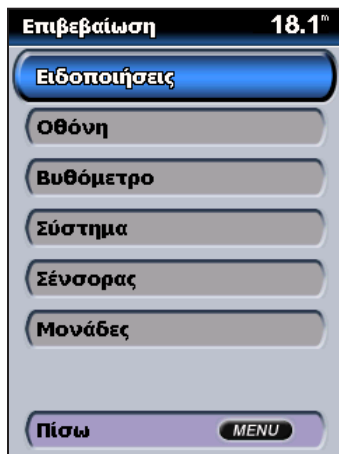 Επιβεβαίωση 18.1ᵐ
Ειδοποιήσεις
Οθόνη
Βυθόμετρο
Σύστημα
Σένσορας
Μονάδες
Πίσω MENU